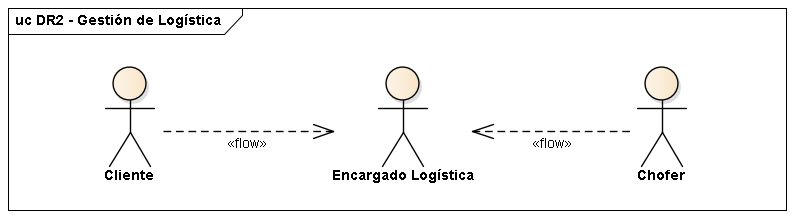 uc DR2 - Gestión de Logística
«flow»
«flow»
Cliente
Encargado Logística
Chofer